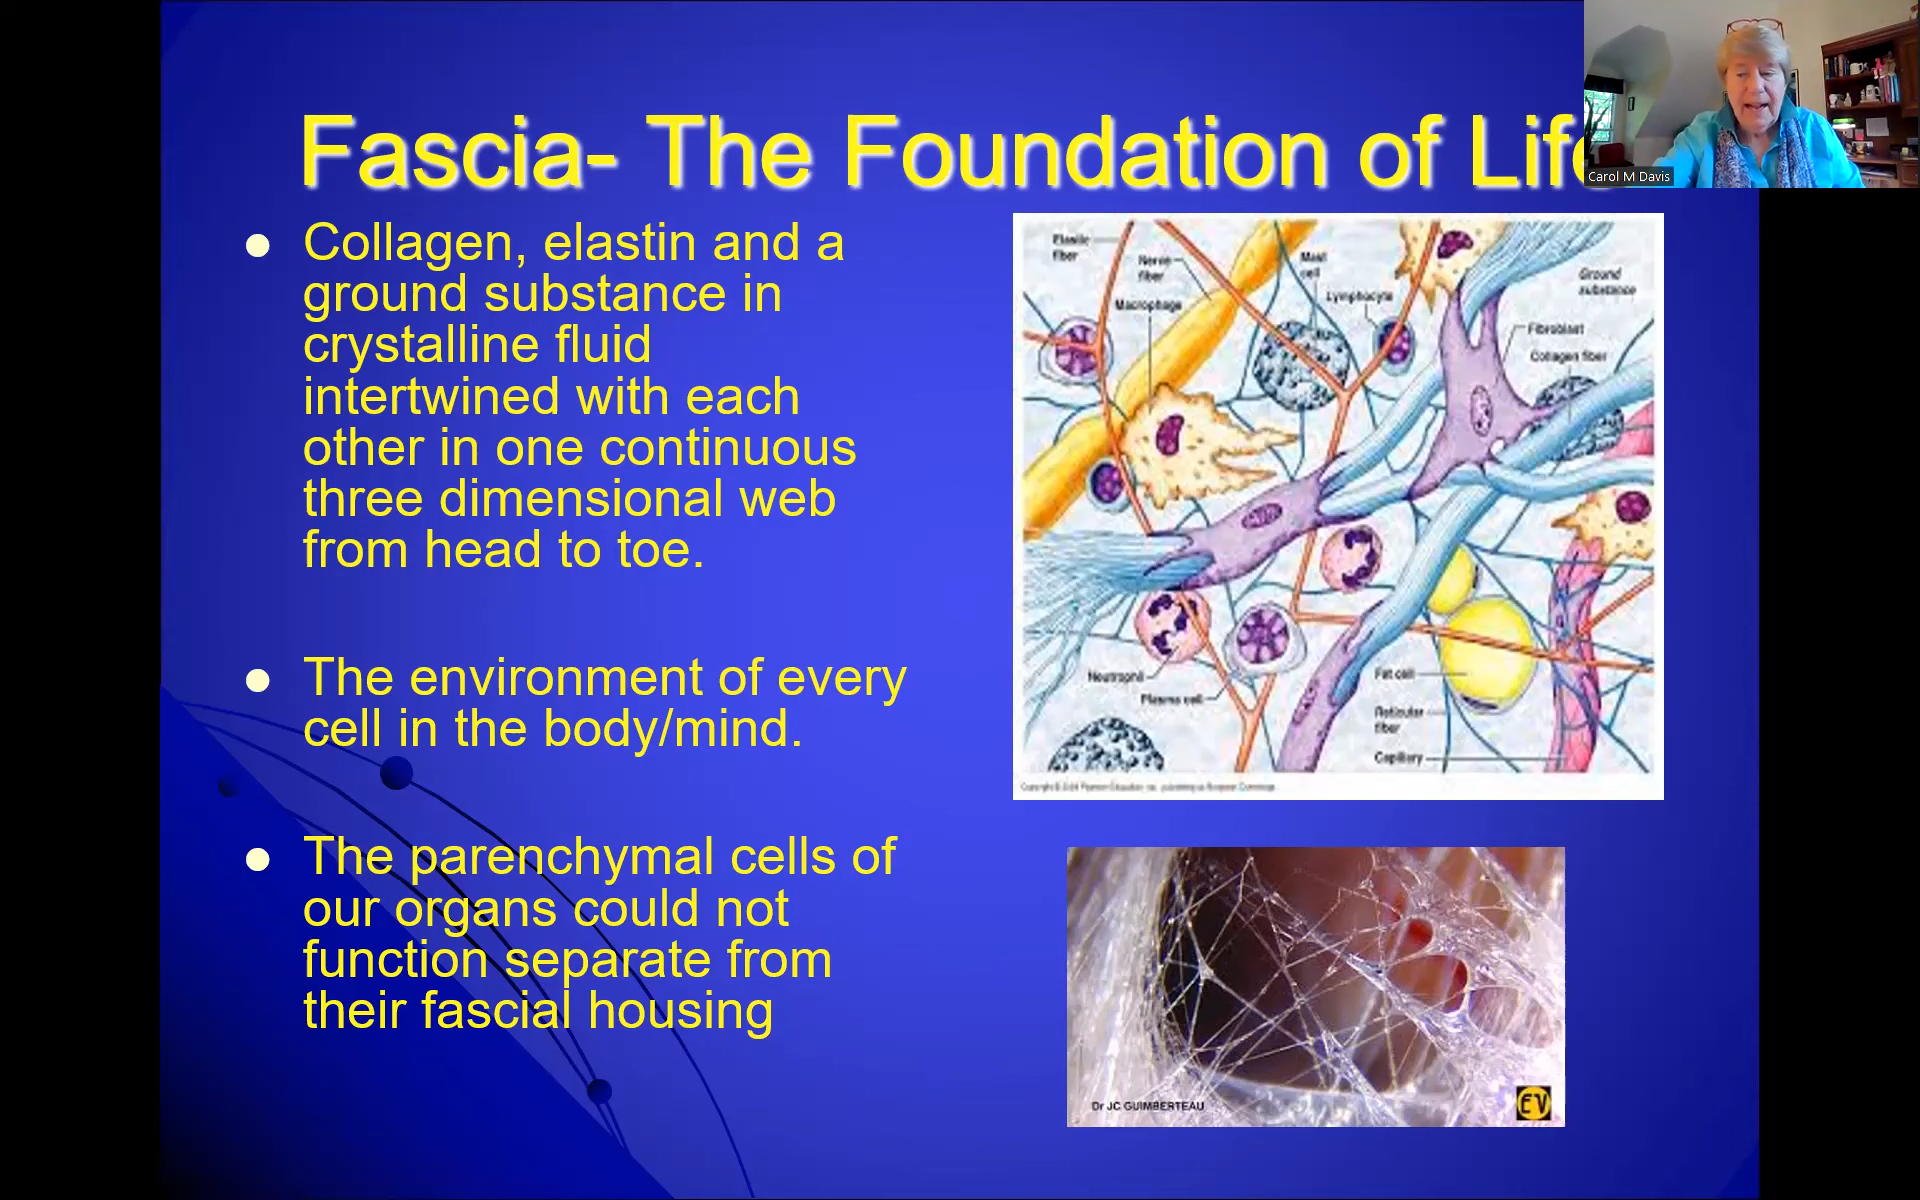 Fascia- The Foundation of Life
Carol M Davis
Collagen, elastin and a
ground substance in
crystalline fluid
intertwined with each
other in one continuous
three dimensional web
from head to toe.
The environment of every
cell in the body/mind.
The parenchymal cells of
our organs could not
function separate from
their fascial housing
Elastic
fiber
Nerve
fiber
Macrophage
Mast
cell
Lymphocyte
Ground
substance
Fibroblast
Collagen fiber
Neutrophil
Plasma cell
Fat cell
Reticular
fiber
Capillary
Dr JC GUIMBERTEAU
EV